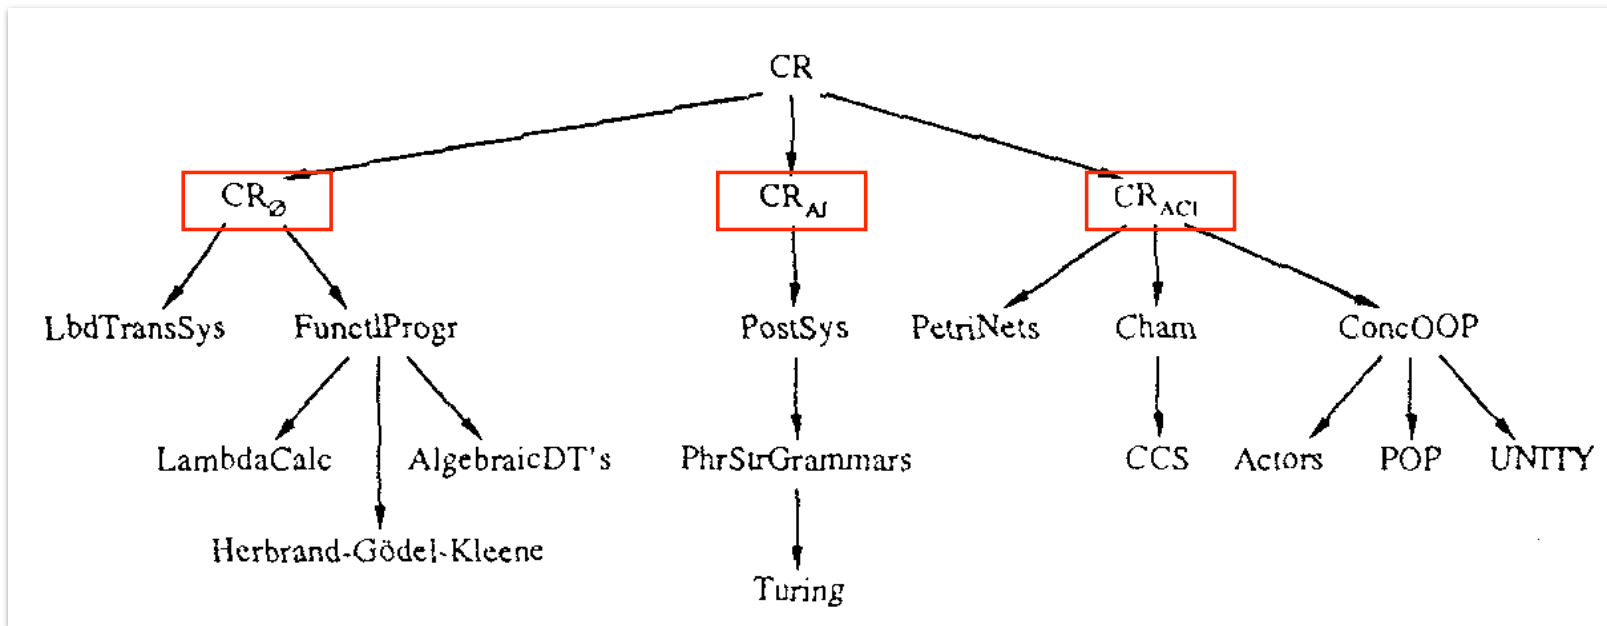 CR
CR∅ CRAI CRACI
LbdTransSys FunctlProgr PostSys PetriNets Cham ConcOOP
LambdaCalc AlgebraicDT's PhrStrGrammars CCS Actors POP UNITY
Herbrand-Gödel-Kleene
Turing